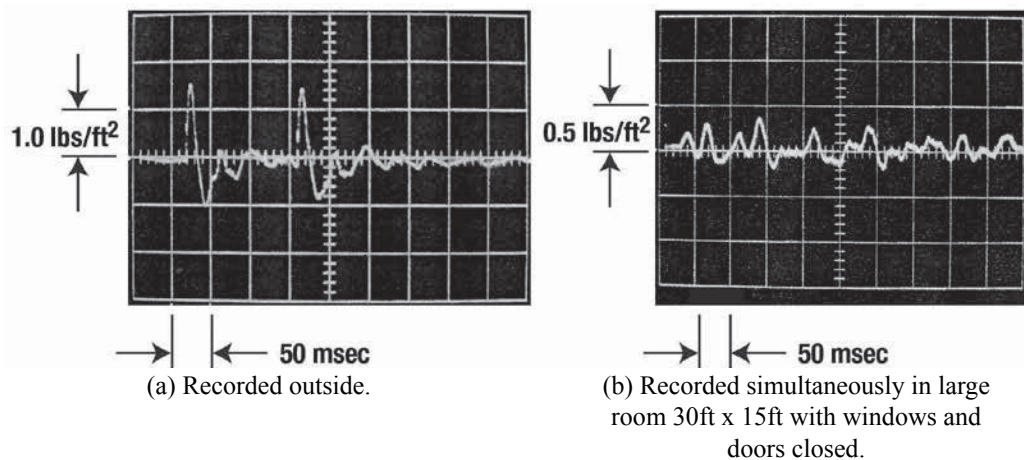 1.0 lbs/ft2
50 msec
(a) Recorded outside.
0.5 lbs/ft2
50 msec
(b) Recorded simultaneously in large
room 30ft x 15ft with windows and
doors closed.